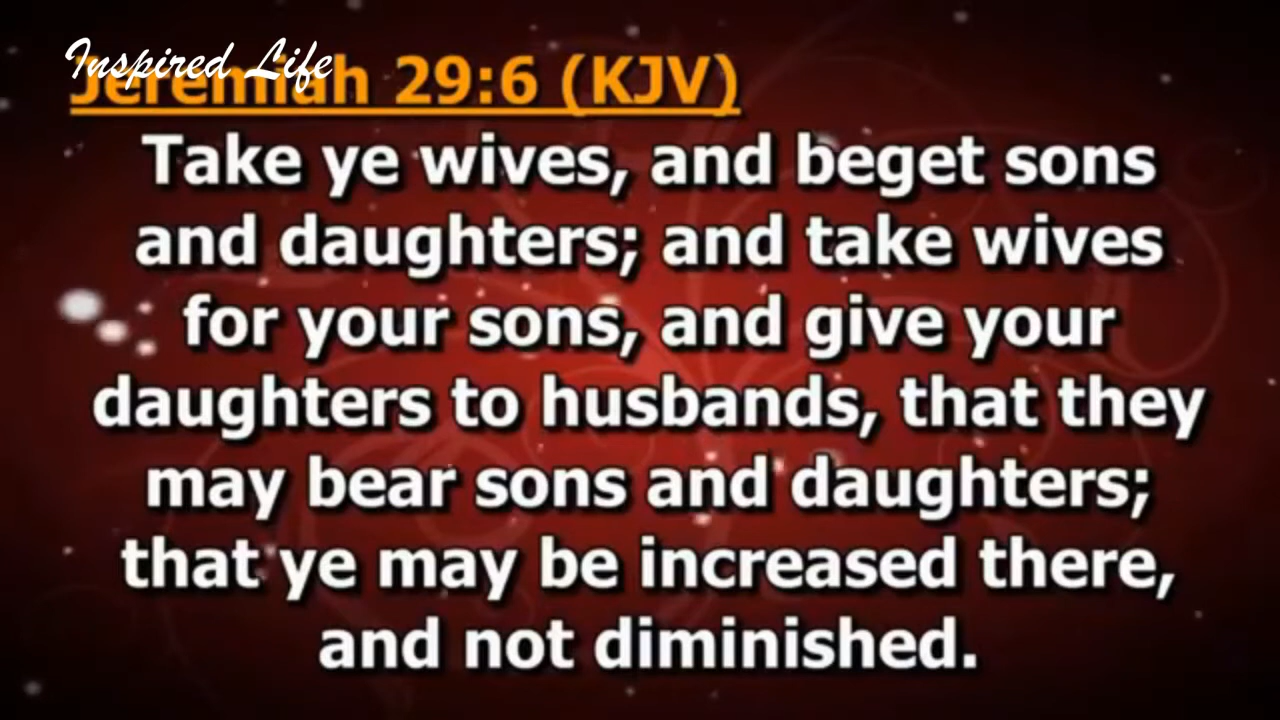 Inspired Life
Jeremiah 29:6 (KJV)
Take ye wives, and beget sons
and daughters; and take wives
for your sons, and give your
daughters to husbands, that they
may bear sons and daughters;
that ye may be increased there,
and not diminished.